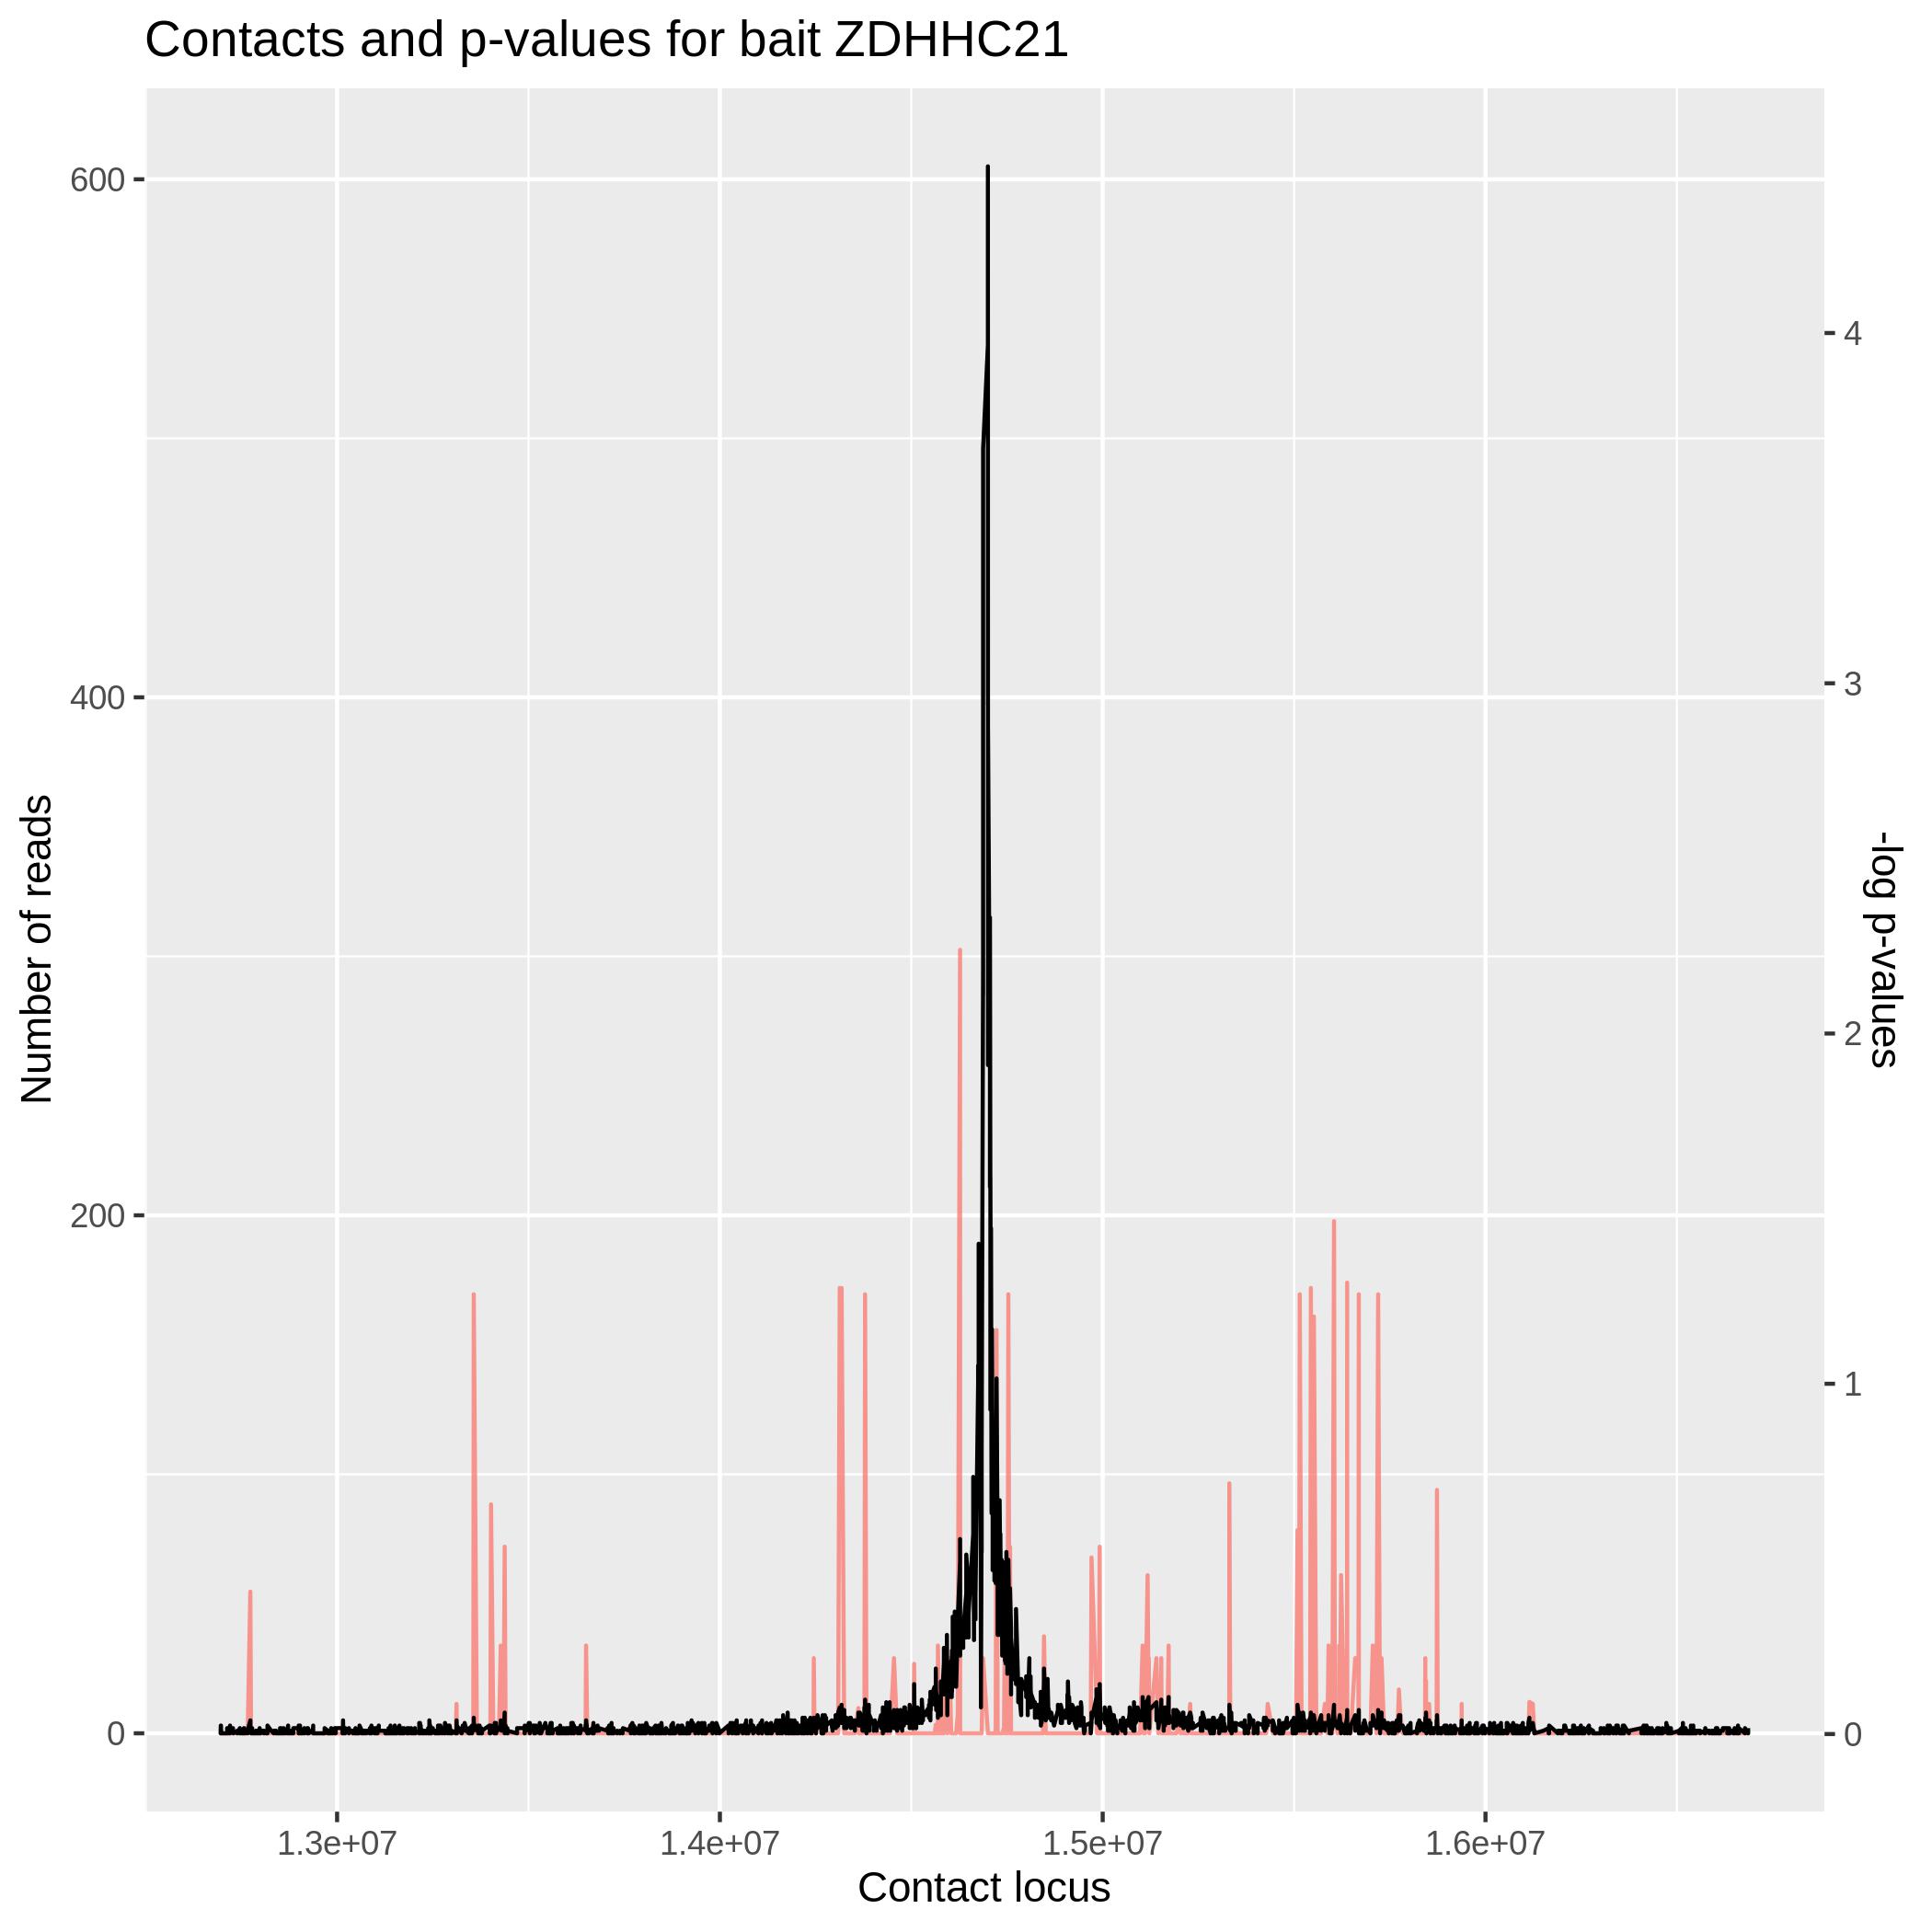 Contacts and p-values for bait ZDHHC21
600
400
200
0
Number of reads
4
3
2
1
0
-log p-values
1.3e+07
1.4e+07
1.5e+07
1.6e+07
Contact locus